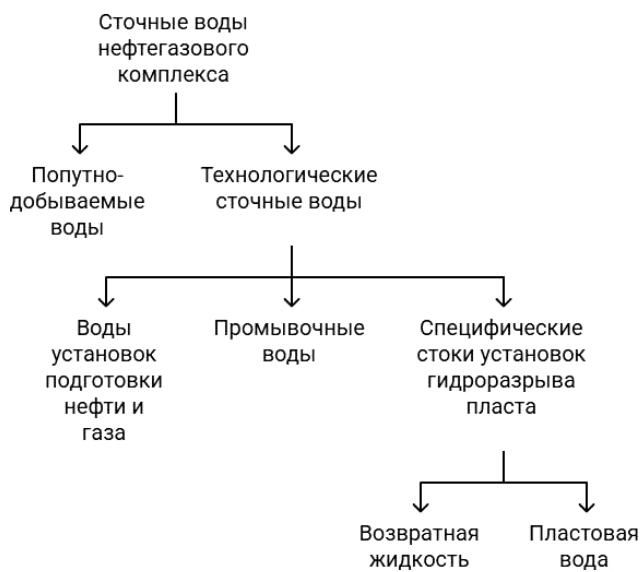 Сточные воды
нефтегазового
комплекса
Попутно-
добываемые
воды
Технологические
сточные воды
Воды
установок
подготовки
нефти и
газа
Промывочные
воды
Специфические
стоки установок
гидроразрыва
пласта
Возвратная
жидкость
Пластовая
вода